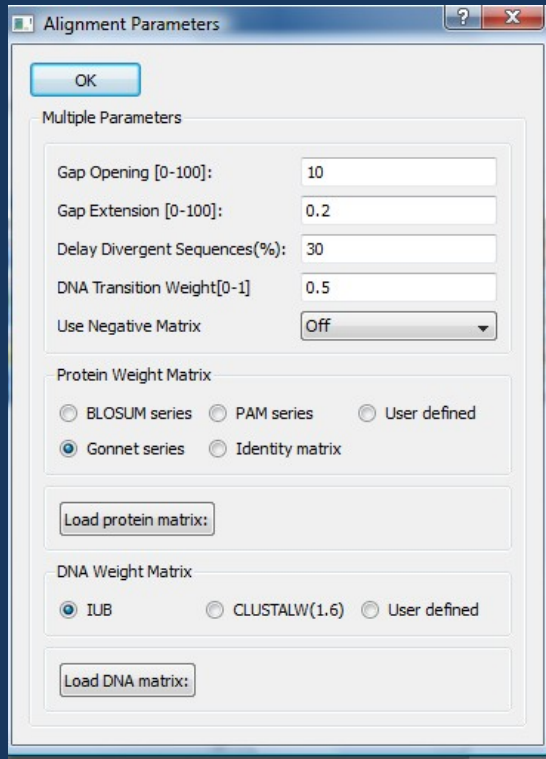 Alignment Parameters
?
X
OK
Multiple Parameters
Gap Opening [0-100]: 10
Gap Extension [0-100]: 0.2
Delay Divergent Sequences(%): 30
DNA Transition Weight[0-1] 0.5
Use Negative Matrix Off
Protein Weight Matrix
BLOSUM series PAM series User defined
Gonnet series Identity matrix
Load protein matrix:
DNA Weight Matrix
IUB CLUSTALW(1.6) User defined
Load DNA matrix: